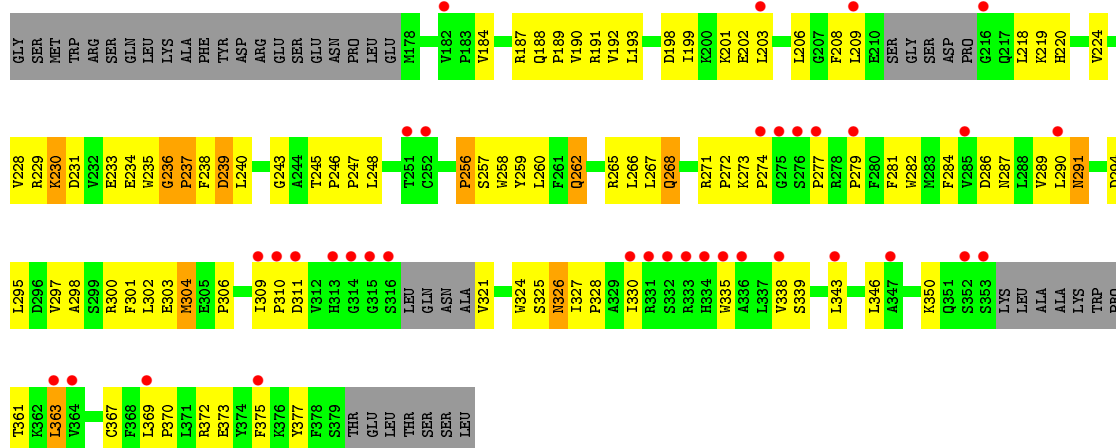 GLY SER MET TRP ARG SER GLN LEU LYS ALA PHE TYR ASP ARG GLU SER GLU ASN PRO LEU GLU M178 V182 P183 V184 R187 Q188 P189 V190 R191 V192 L193 D198 I199 K200 K201 E202 L203 L206 G207 F208 L209 E210 SER GLY SER ASP PRO G216 Q217 L218 K219 H220 V224
V228 R229 K230 D231 V232 E233 E234 W235 G236 P237 F238 D239 L240 G243 A244 T245 P246 P247 L248 T251 C252 P256 S257 W258 Y259 L260 F261 Q262 R265 L266 L267 Q268 R271 P272 K273 P274 G275 S276 P277 R278 P279 F280 F281 W282 M283 F284 V285 D286 N287 L288 V289 L290 N291 D294
L295 D296 V297 A298 S299 R300 F301 L302 E303 M304 E305 P306 I309 P310 D311 V312 H313 G314 G315 S316 LEU GLN ASN ALA V321 W324 S325 N326 I327 P328 A329 I330 R331 S332 R333 H334 W335 A336 L337 V338 S339 L343 L346 A347 K350 Q351 S352 S353 LYS LEU ALA ALA LYS TRP PRO
T361 K362 L363 V364 C367 F368 L369 P370 L371 R372 E373 Y374 F375 K376 Y377 F378 S379 THR GLU LEU THR SER SER LEU